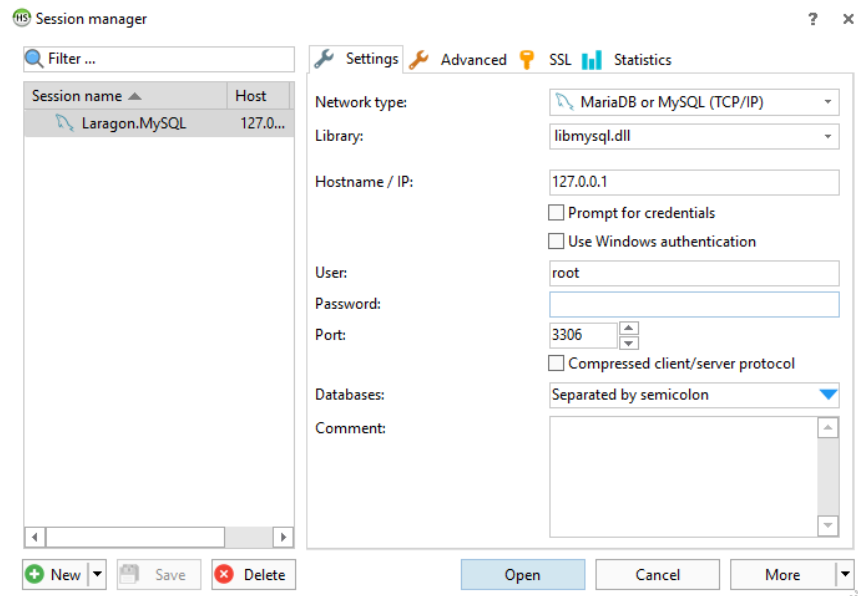 HS Session manager
Filter ...
Settings Advanced SSL Statistics
Session name Host
Laragon.MySQL 127.0...
Network type: MariaDB or MySQL (TCP/IP)
Library: libmysql.dll
Hostname / IP: 127.0.0.1
Prompt for credentials
Use Windows authentication
User: root
Password:
Port: 3306
Compressed client/server protocol
Databases: Separated by semicolon
Comment:
New Save Delete Open Cancel More